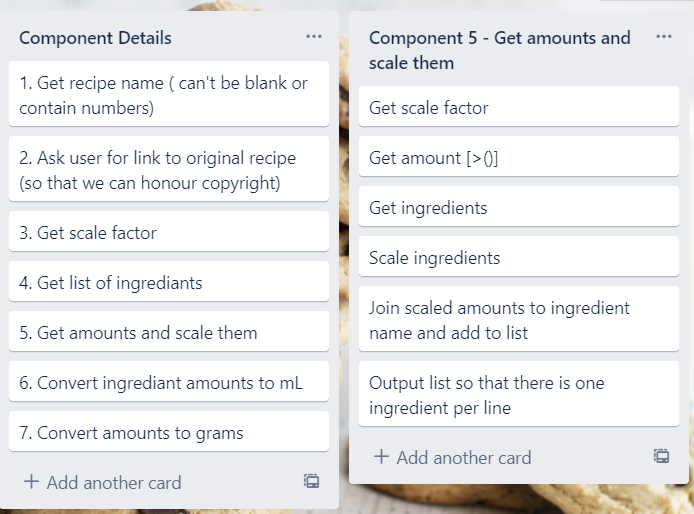 Component Details
1. Get recipe name ( can't be blank or
contain numbers)
2. Ask user for link to original recipe
(so that we can honour copyright)
3. Get scale factor
4. Get list of ingrediants
5. Get amounts and scale them
6. Convert ingrediant amounts to mL
7. Convert amounts to grams
+ Add another card
Component 5 - Get amounts and
scale them
Get scale factor
Get amount [>()]
Get ingredients
Scale ingredients
Join scaled amounts to ingredient
name and add to list
Output list so that there is one
ingredient per line
+ Add another card